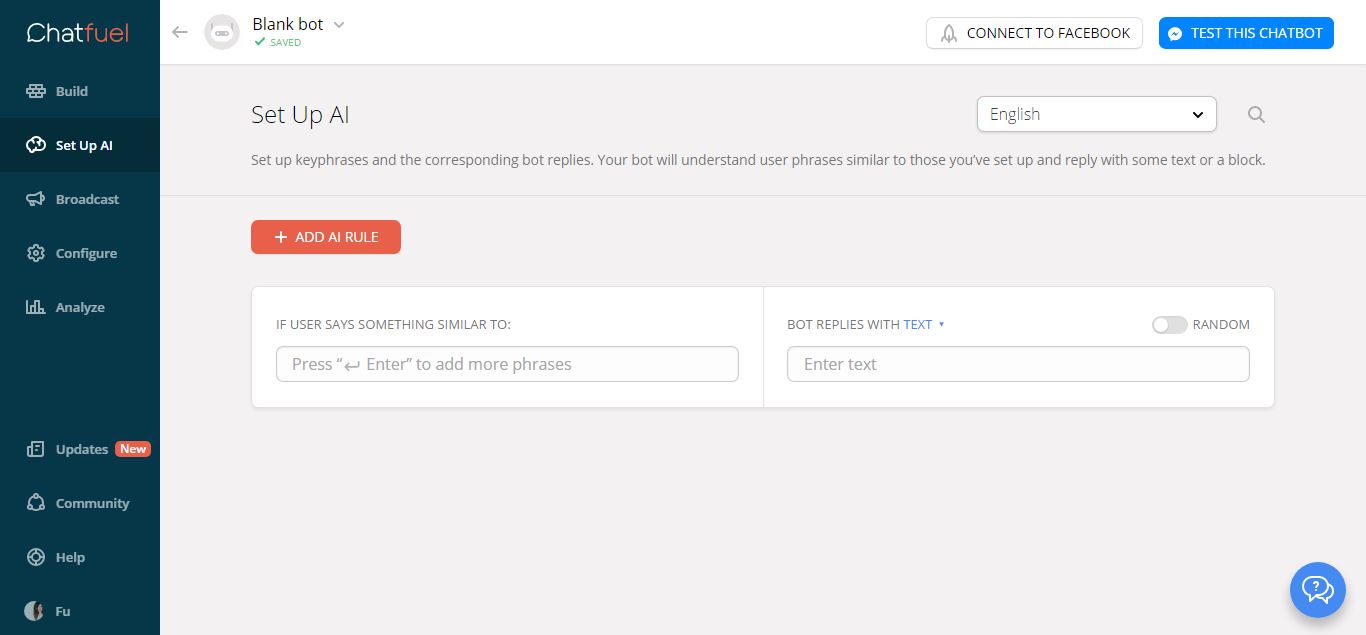 Chatfuel
Build
Set Up AI
Broadcast
Configure
Analyze
Updates New
Community
Help
Fu
Blank bot
SAVED
CONNECT TO FACEBOOK
TEST THIS CHATBOT
Set Up AI
English
Set up keyphrases and the corresponding bot replies. Your bot will understand user phrases similar to those you’ve set up and reply with some text or a block.
+ ADD AI RULE
IF USER SAYS SOMETHING SIMILAR TO:
Press “↵ Enter” to add more phrases
BOT REPLIES WITH TEXT
RANDOM
Enter text